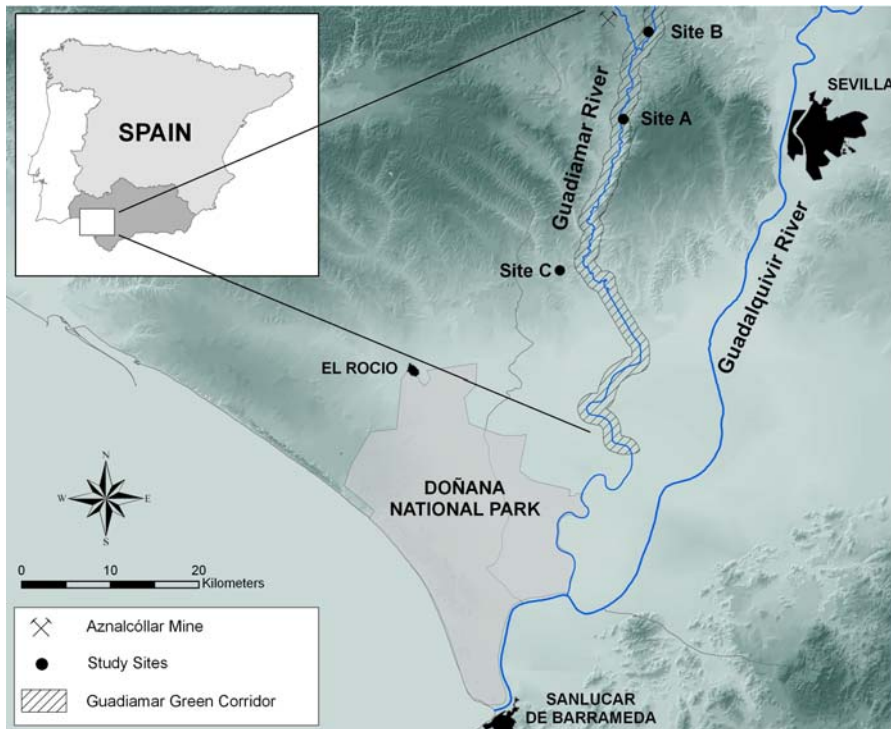 Site B
SEVILLA
SPAIN
Site A
Guadiamar River
Site C
Guadalquivir River
EL ROCIO
DOÑANA
NATIONAL PARK
N
W E
S
0 10 20
Kilometers
Aznalcóllar Mine
Study Sites
Guadiamar Green Corridor
SANLUCAR
DE BARRAMEDA